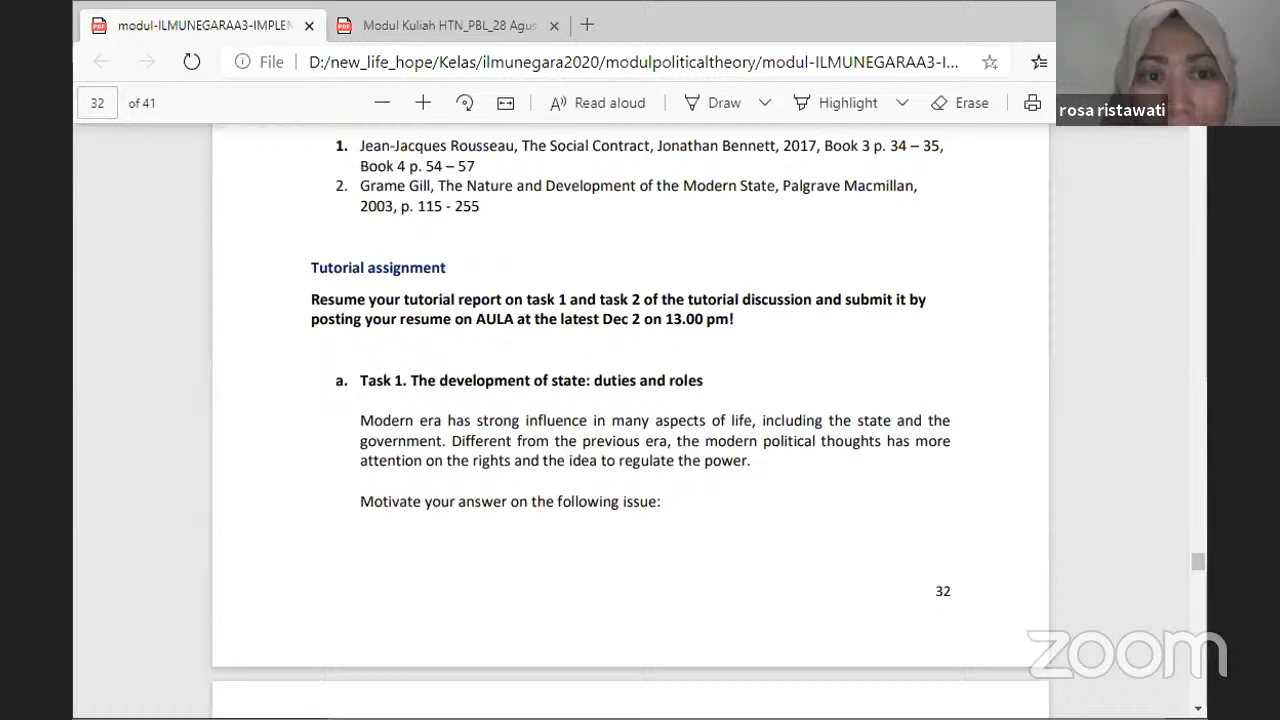 modul-ILMUNEGARAA3-IMPLEN
Modul Kuliah HTN_PBL_28 Agus
File
D:/new_life_hope/Kelas/ilmunegara2020/modulpoliticaltheory/modul-ILMUNEGARAA3-I...
32 of 41
Read aloud
Draw
Highlight
Erase
rosa ristawati
1. Jean-Jacques Rousseau, The Social Contract, Jonathan Bennett, 2017, Book 3 p. 34 – 35,
Book 4 p. 54 – 57
2. Grame Gill, The Nature and Development of the Modern State, Palgrave Macmillan,
2003, p. 115 - 255
Tutorial assignment
Resume your tutorial report on task 1 and task 2 of the tutorial discussion and submit it by
posting your resume on AULA at the latest Dec 2 on 13.00 pm!
a. Task 1. The development of state: duties and roles
Modern era has strong influence in many aspects of life, including the state and the
government. Different from the previous era, the modern political thoughts has more
attention on the rights and the idea to regulate the power.
Motivate your answer on the following issue:
32
zoom